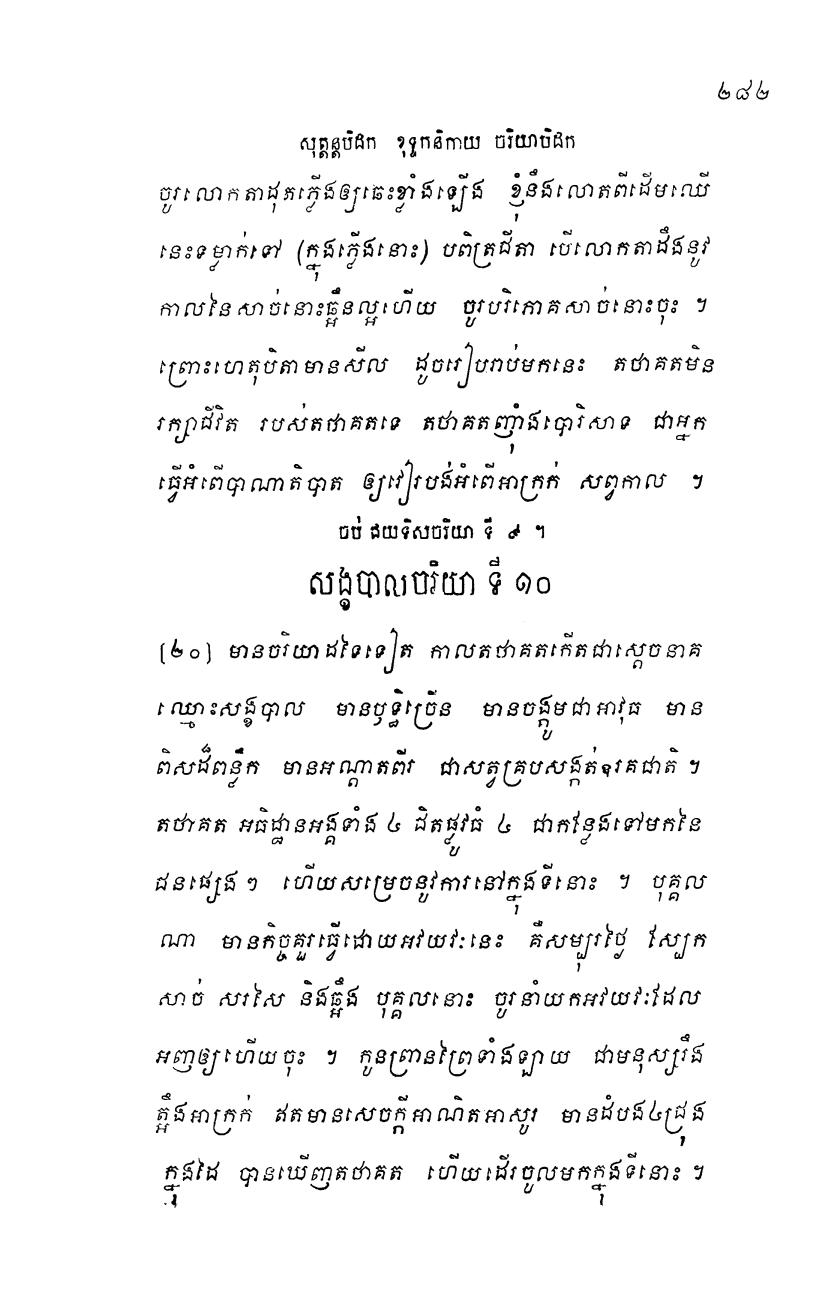 ២៨២
សុត្តន្តបិដក ខុទ្ទកនិកាយ ចរិយាបិដក
ចូរលោកតាដុតភ្លើងឲ្យឆេះខ្លាំងឡើង ខ្ញុំនឹងលោតពីដើមឈើ
នេះទម្លាក់ទៅ (ក្នុងភ្លើងនោះ) បពិត្រជីតា បើលោកតាដឹងនូវ
កាលនៃសាច់នោះឆ្អឹនល្អហើយ ចូរបរិភោគសាច់នោះចុះ ។
ព្រោះហេតុបិតាមានសីល ដូចរៀបរាប់មកនេះ តថាគតមិន
រក្សាជីវិត របស់តថាគតទេ តថាគតញ៉ាំងបោរិសាទ ជាអ្នក
ធ្វើអំពើបាណាតិបាត ឲ្យវៀរបង់អំពើអាក្រក់ សព្វកាល ។
ចប់ ជយទិសចរិយា ទី ៩ ។
សង្ខបាលចរិយា ទី ១០
[២០] មានចរិយាដទៃទៀត កាលតថាគតកើតជាស្តេចនាគ
ឈ្មោះសង្ខបាល មានឫទ្ធិច្រើន មានចង្កូមជាអាវុធ មាន
ពិសដ៏ពន្លឹក មានអណ្តាតពីរ ជាសត្វគ្របសង្កត់ឧរគជាតិ ។
តថាគត អធិដ្ឋានអង្គទាំង ៤ ជិតផ្លូវធំ ៤ ជាកន្លែងទៅមកនៃ
ជនផ្សេងៗ ហើយសម្រេចនូវការនៅក្នុងទីនោះ ។ បុគ្គល
ណា មានកិច្ចគួរធ្វើដោយអវយវៈនេះ គឺសម្បុរថ្លៃ ស្បែក
សាច់ សរសៃ និងឆ្អឹង បុគ្គលនោះ ចូរនាំយកអវយវៈដែល
អញឲ្យហើយចុះ ។ កូនព្រានព្រៃទាំងឡាយ ជាមនុស្សរឹង
ត្អឹងអាក្រក់ ឥតមានសេចក្តីអាណិតអាសូរ មានដំបង៤ជ្រុង
ក្នុងដៃ បានឃើញតថាគត ហើយដើរចូលមកក្នុងទីនោះ ។